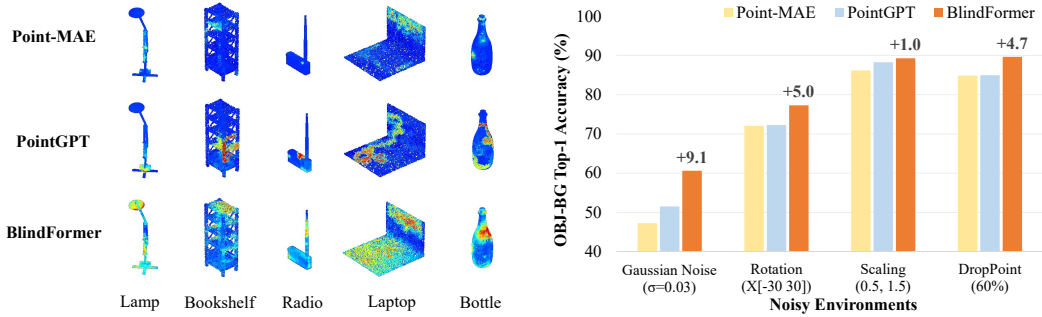 Point-MAE
PointGPT
BlindFormer
Lamp Bookshelf Radio Laptop Bottle
Point-MAE PointGPT BlindFormer
OBJ-BG Top-1 Accuracy (%)
100
90
80
70
60
50
40
+9.1
+5.0
+1.0
+4.7
Gaussian Noise
(σ=0.03)
Rotation
(X[-30 30])
Scaling
(0.5, 1.5)
DropPoint
(60%)
Noisy Environments